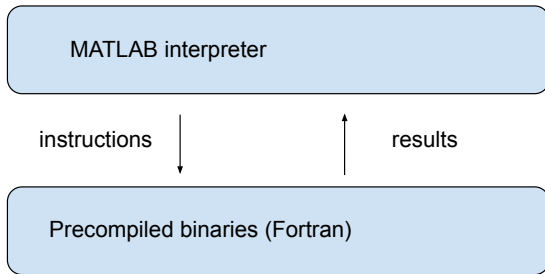 MATLAB interpreter
instructions
results
Precompiled binaries (Fortran)